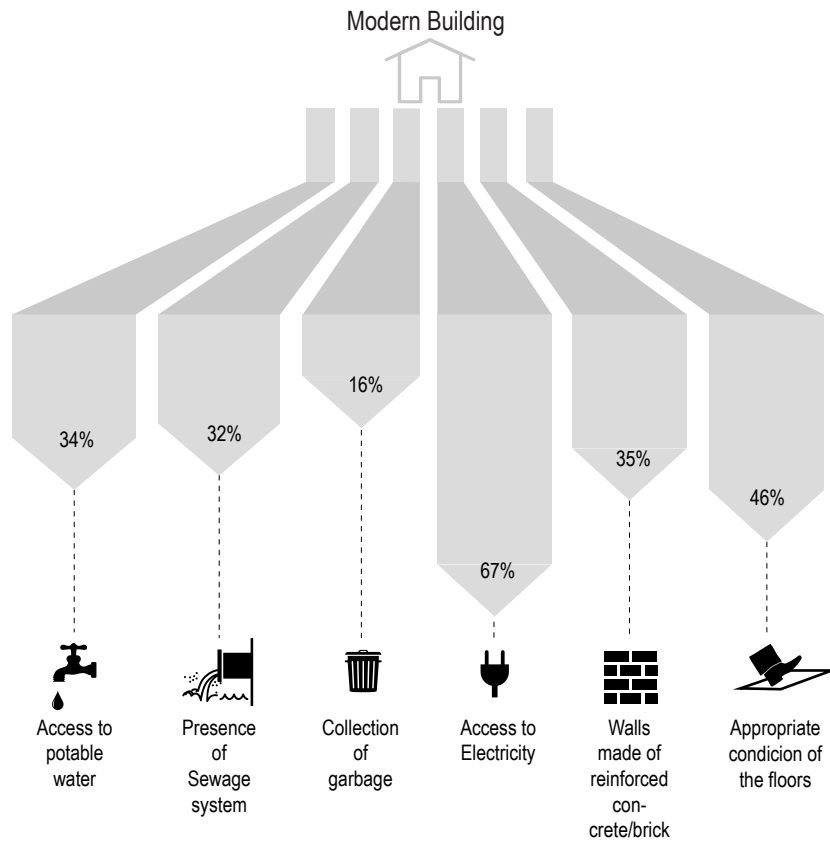 Modern Building
34%
32%
16%
67%
35%
46%
Access to
potable
water
Presence
of
Sewage
system
Collection
of
garbage
Access to
Electricity
Walls
made of
reinforced
con-
crete/brick
Appropriate
condicion of
the floors